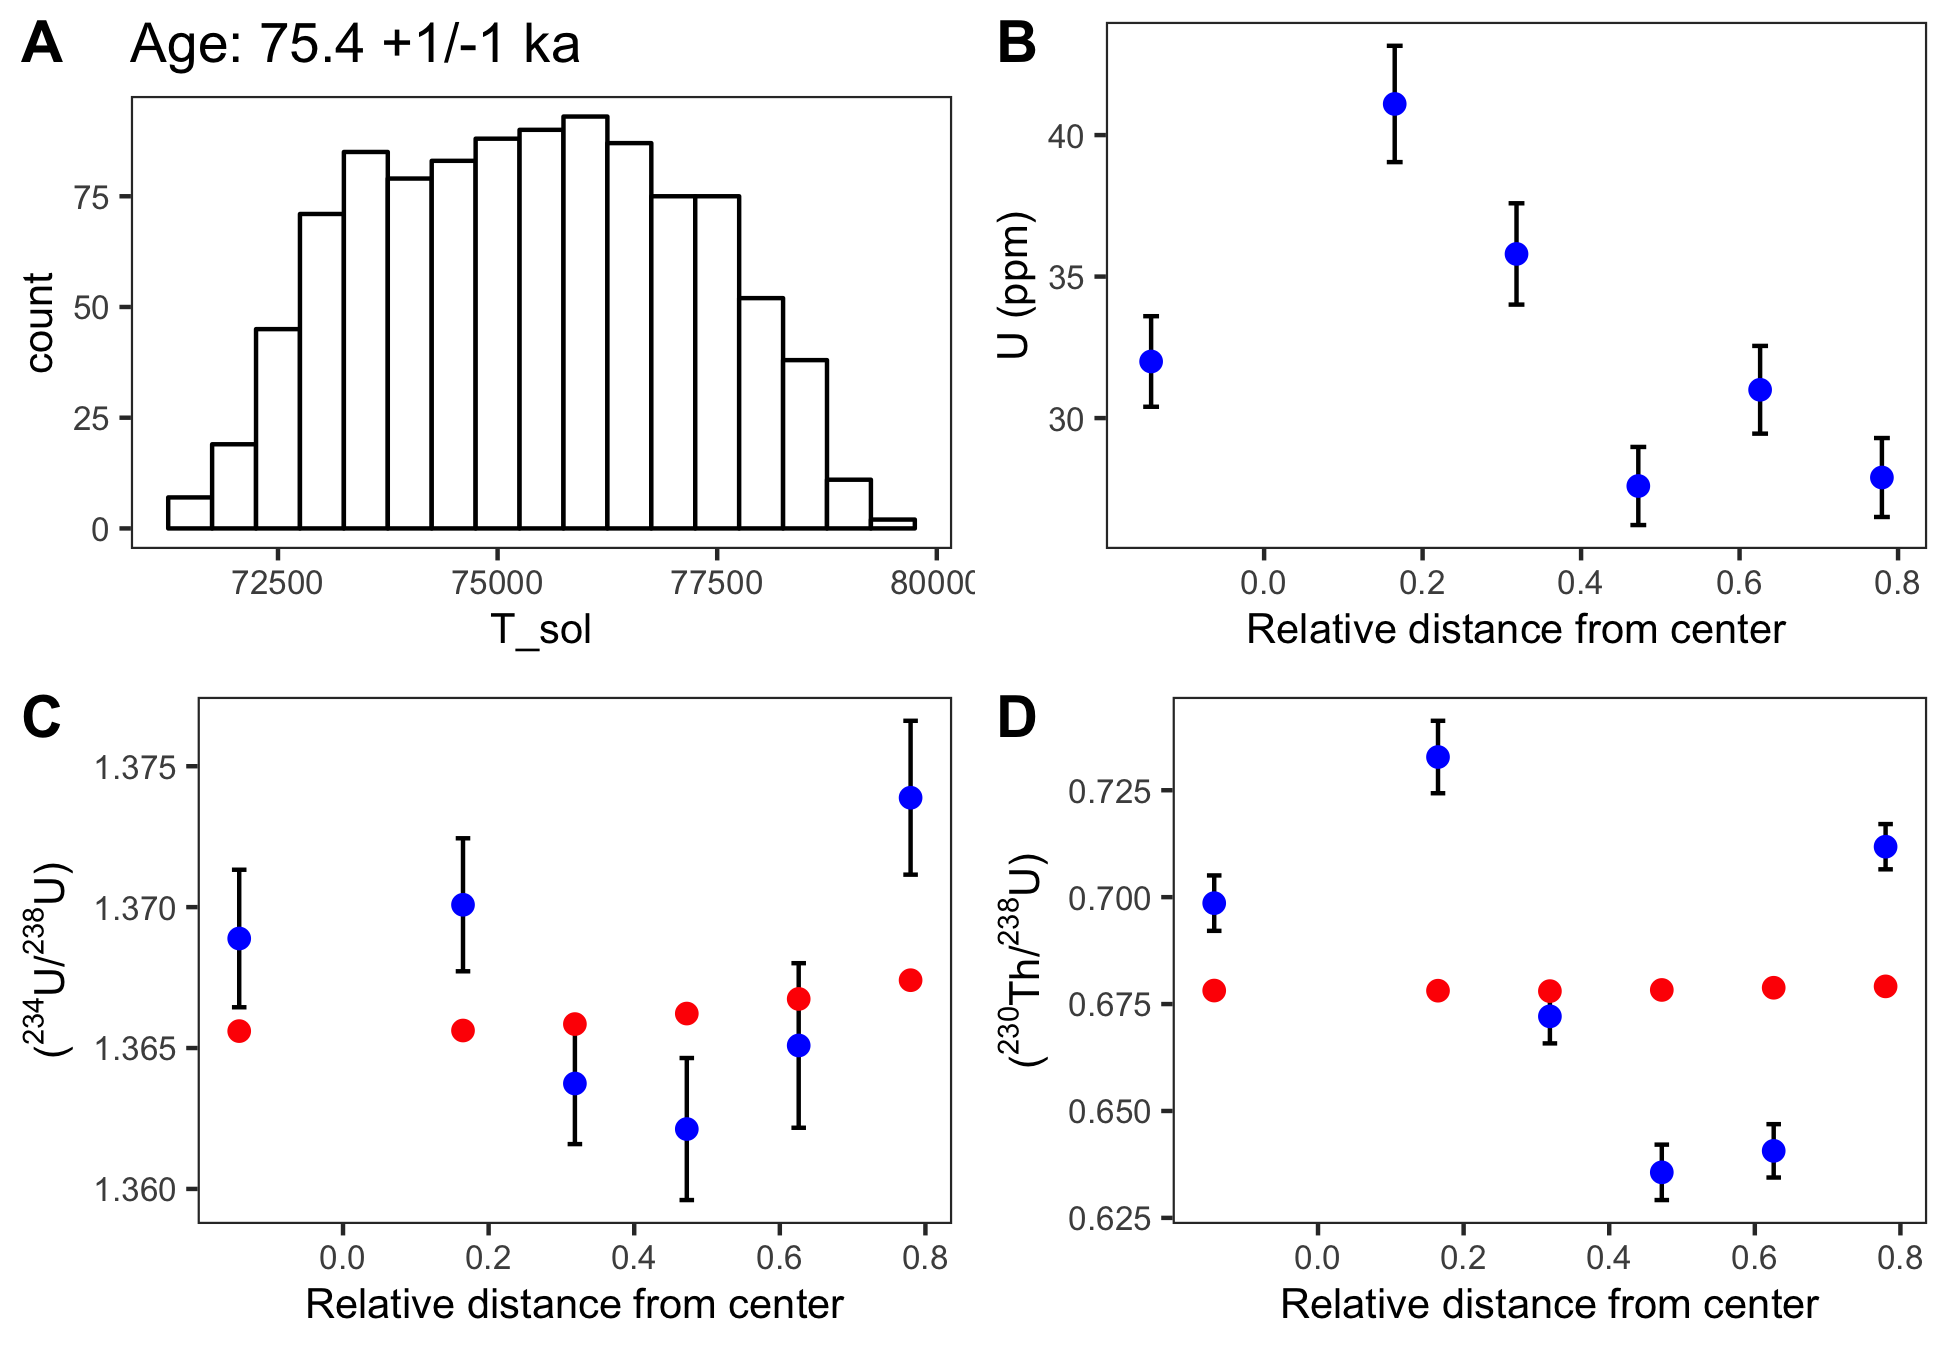 A Age: 75.4 +1/-1 ka
count
75
50
25
0
72500 75000 77500 80000
T_sol
B
U (ppm)
40
35
30
0.0 0.2 0.4 0.6 0.8
Relative distance from center
C
(²³⁴U/²³⁸U)
1.375
1.370
1.365
1.360
0.0 0.2 0.4 0.6 0.8
Relative distance from center
D
(²³⁰Th/²³⁸U)
0.725
0.700
0.675
0.650
0.625
0.0 0.2 0.4 0.6 0.8
Relative distance from center